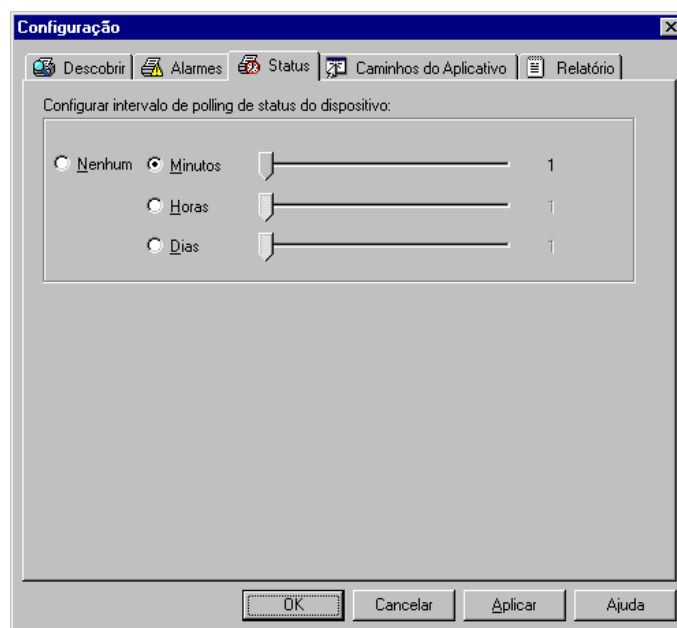 Configuração
Descobrir Alarmes Status Caminhos do Aplicativo Relatório
Configurar intervalo de polling de status do dispositivo:
Nenhum Minutos 1
Horas 1
Dias 1
OK Cancelar Aplicar Ajuda